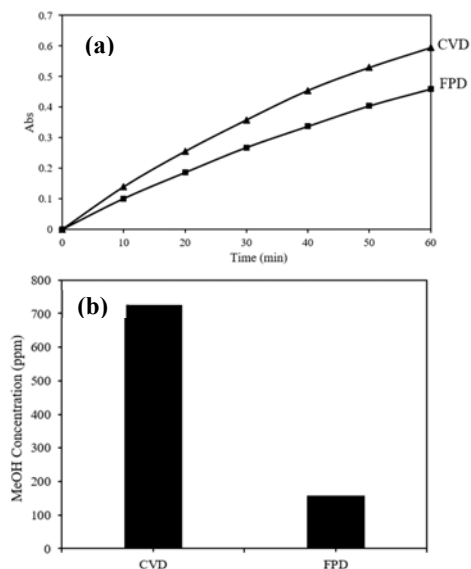 (a)
CVD
FPD
Abs
0.7
0.6
0.5
0.4
0.3
0.2
0.1
0
0 10 20 30 40 50 60
Time (min)
(b)
MeOH Concentration (ppm)
800
700
600
500
400
300
200
100
0
CVD FPD